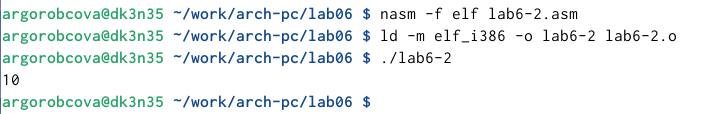 argorobcova@dk3n35 ~/work/arch-pc/lab06 $ nasm -f elf lab6-2.asm
argorobcova@dk3n35 ~/work/arch-pc/lab06 $ ld -m elf_i386 -o lab6-2 lab6-2.o
argorobcova@dk3n35 ~/work/arch-pc/lab06 $ ./lab6-2
10
argorobcova@dk3n35 ~/work/arch-pc/lab06 $